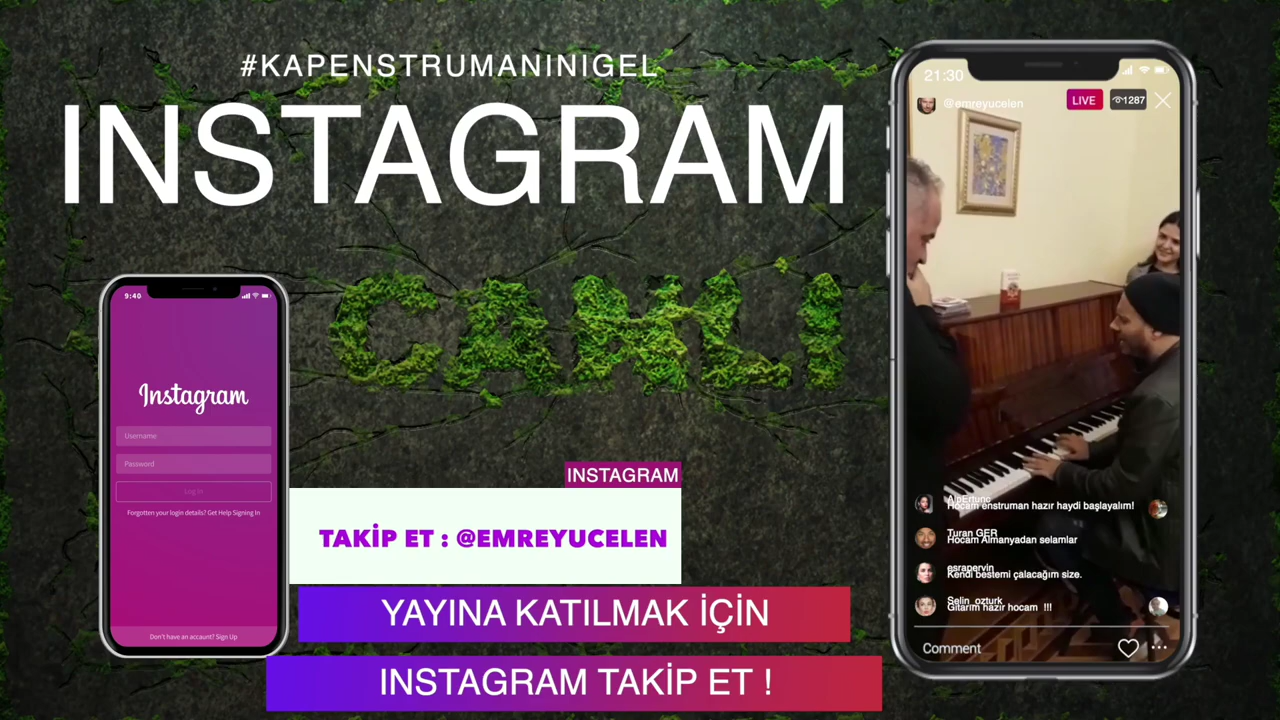 #KAPENSTRUMANINIGEL
INSTAGRAM
CANLI
9:40
Instagram
Username
Password
Log In
Forgotten your login details? Get Help Signing In
Don't have an account? Sign Up
INSTAGRAM
TAKİP ET : @EMREYUCELEN
YAYINA KATILMAK İÇİN
INSTAGRAM TAKİP ET !
21:30
@emreyucelen
LIVE
1287
AlpErtunc
Hocam enstruman hazır haydi başlayalım!
Turan GER
Hocam Almanyadan selamlar
esrapervin
Kendi bestemi çalacağım size.
Selin_ozturk
Gitarım hazır hocam !!!
Comment